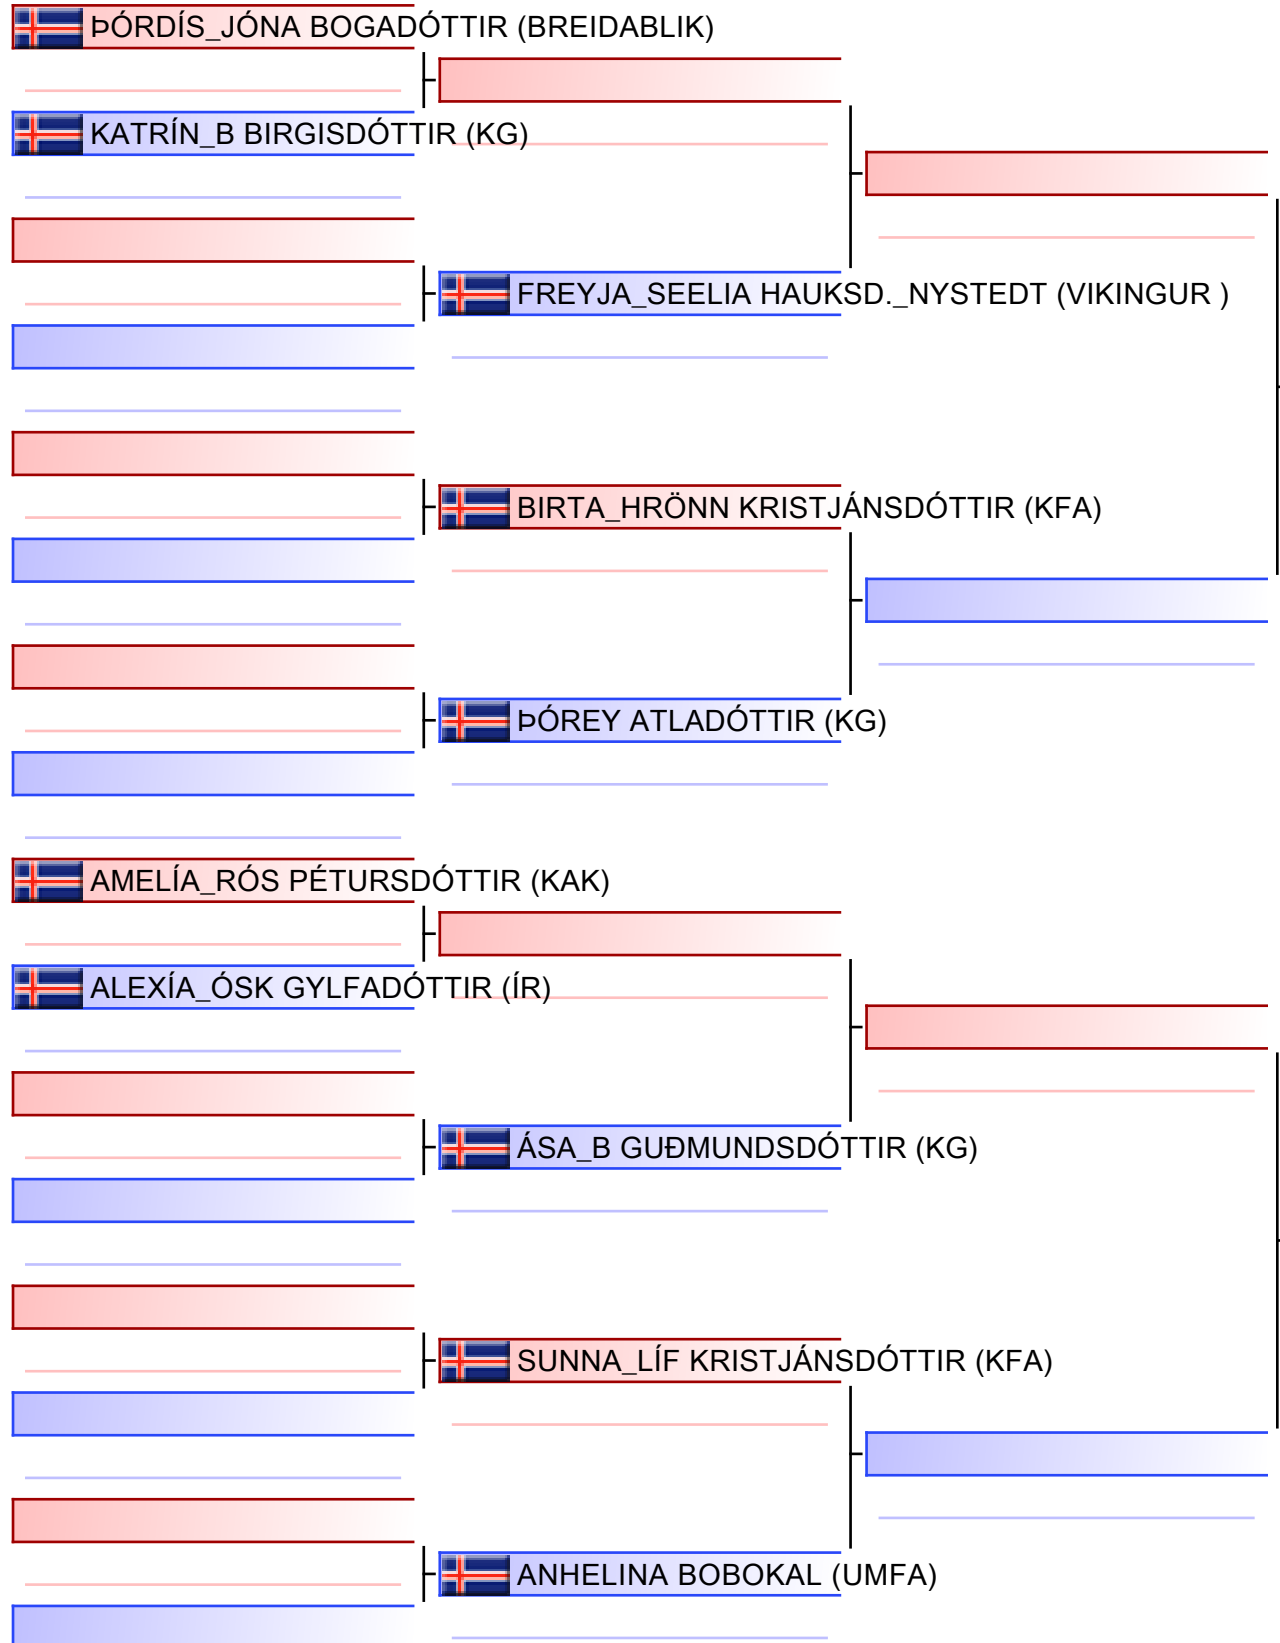 ÞÓRDÍS_JÓNA BOGADÓTTIR (BREIDABLIK)
KATRÍN_B BIRGISDÓTTIR (KG)
FREYJA_SEELIA HAUKSD._NYSTEDT (VIKINGUR )
BIRTA_HRÖNN KRISTJÁNSDÓTTIR (KFA)
ÞÓREY ATLADÓTTIR (KG)
AMELÍA_RÓS PÉTURSDÓTTIR (KAK)
ALEXÍA_ÓSK GYLFADÓTTIR (ÍR)
ÁSA_B GUÐMUNDSDÓTTIR (KG)
SUNNA_LÍF KRISTJÁNSDÓTTIR (KFA)
ANHELINA BOBOKAL (UMFA)